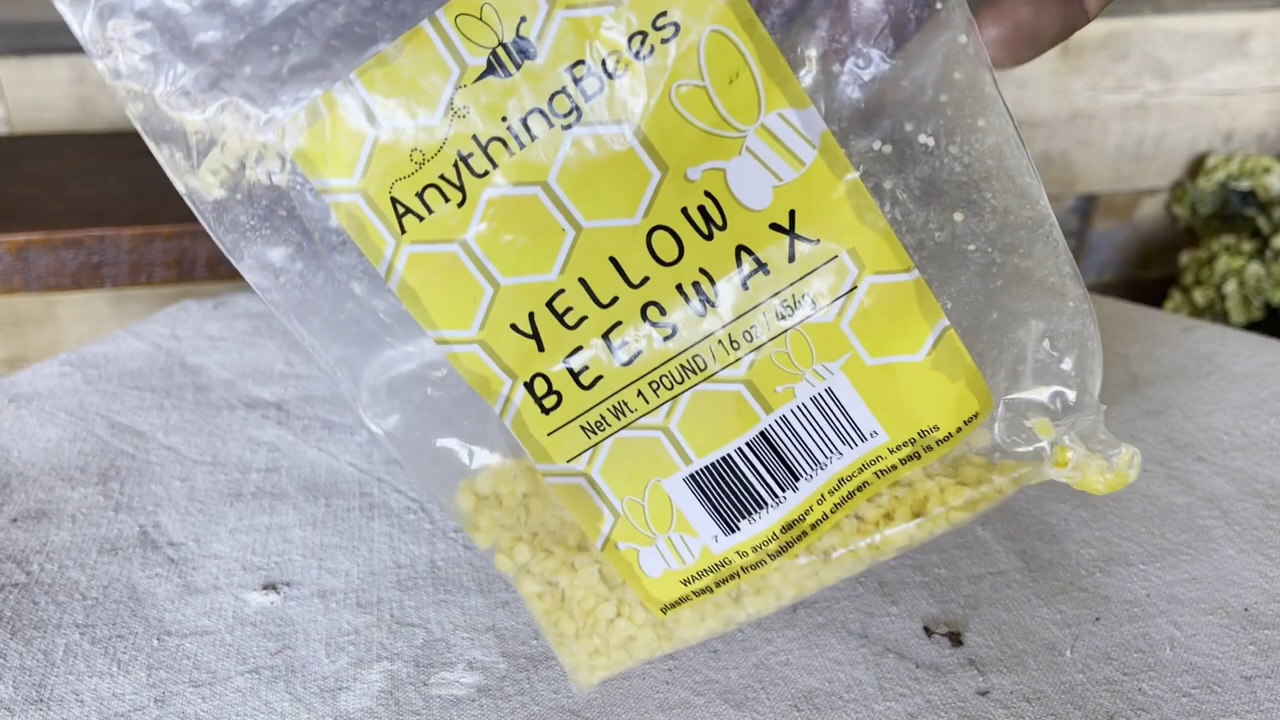 AnythingBees
YELLOW
BEESWAX
Net Wt. 1 POUND / 16 oz / 454g
WARNING: To avoid danger of suffocation, keep this
plastic bag away from babbies and children. This bag is not a toy.